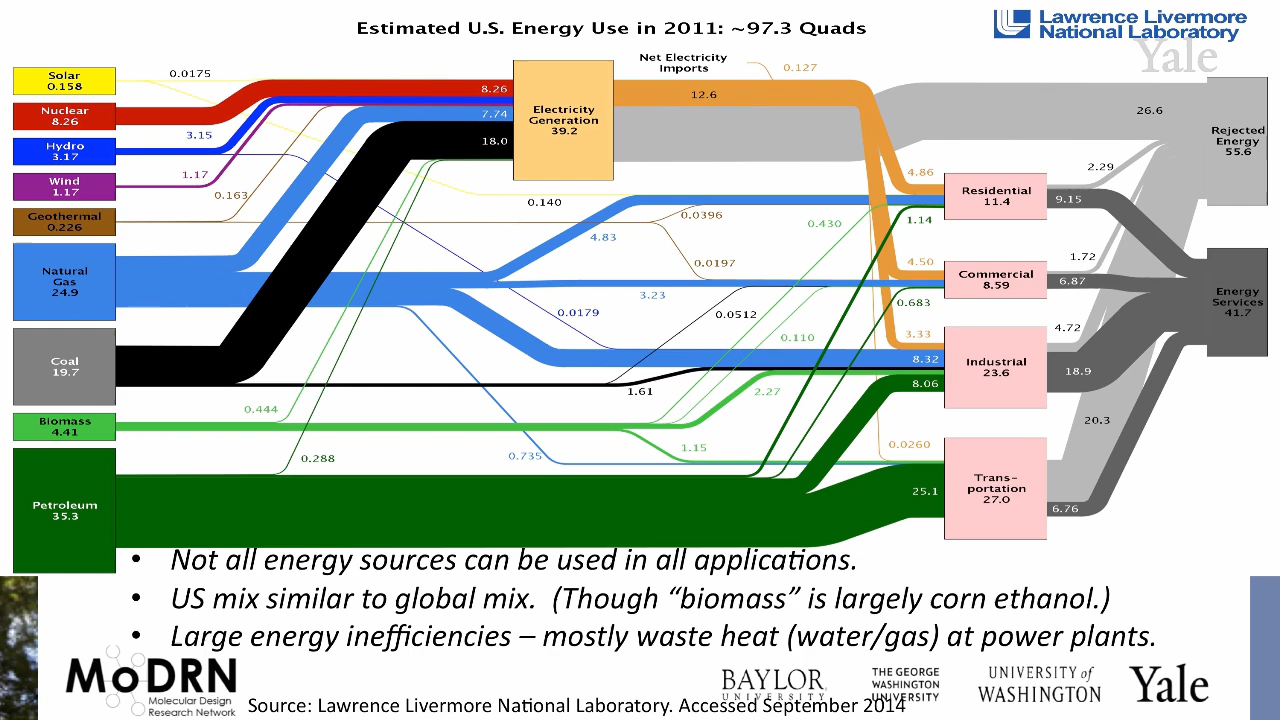 Estimated U.S. Energy Use in 2011: ~97.3 Quads
Lawrence Livermore
National Laboratory
Yale
Solar
0.158
Nuclear
8.26
Hydro
3.17
Wind
1.17
Geothermal
0.226
Natural
Gas
24.9
Coal
19.7
Biomass
4.41
Petroleum
35.3
0.0175
3.15
1.17
0.163
0.444
0.288
8.26
7.74
18.0
Electricity
Generation
39.2
Net Electricity
Imports
0.127
12.6
0.140
0.0396
4.83
0.0197
3.23
0.0179
0.0512
0.110
1.61
2.27
1.15
0.735
0.430
4.86
1.14
4.50
0.683
3.33
8.32
8.06
0.0260
25.1
Residential
11.4
Commercial
8.59
Industrial
23.6
Trans-
portation
27.0
26.6
2.29
9.15
1.72
6.87
4.72
18.9
20.3
6.76
Rejected
Energy
55.6
Energy
Services
41.7
• Not all energy sources can be used in all applications.
• US mix similar to global mix. (Though “biomass” is largely corn ethanol.)
• Large energy inefficiencies – mostly waste heat (water/gas) at power plants.
MoDRN
Molecular Design
Research Network
BAYLOR
UNIVERSITY
THE GEORGE
WASHINGTON
UNIVERSITY
UNIVERSITY of
WASHINGTON
Yale
Source: Lawrence Livermore National Laboratory. Accessed September 2014